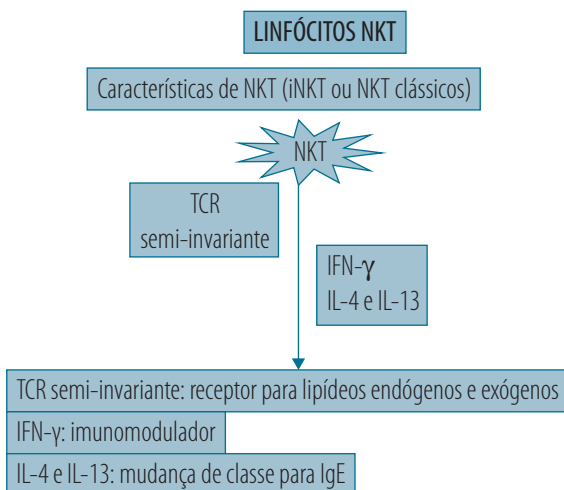 LINFÓCITOS NKT
Características de NKT (iNKT ou NKT clássicos)
NKT
TCR
semi-invariante
IFN-γ
IL-4 e IL-13
TCR semi-invariante: receptor para lipídeos endógenos e exógenos
IFN-γ: imunomodulador
IL-4 e IL-13: mudança de classe para IgE